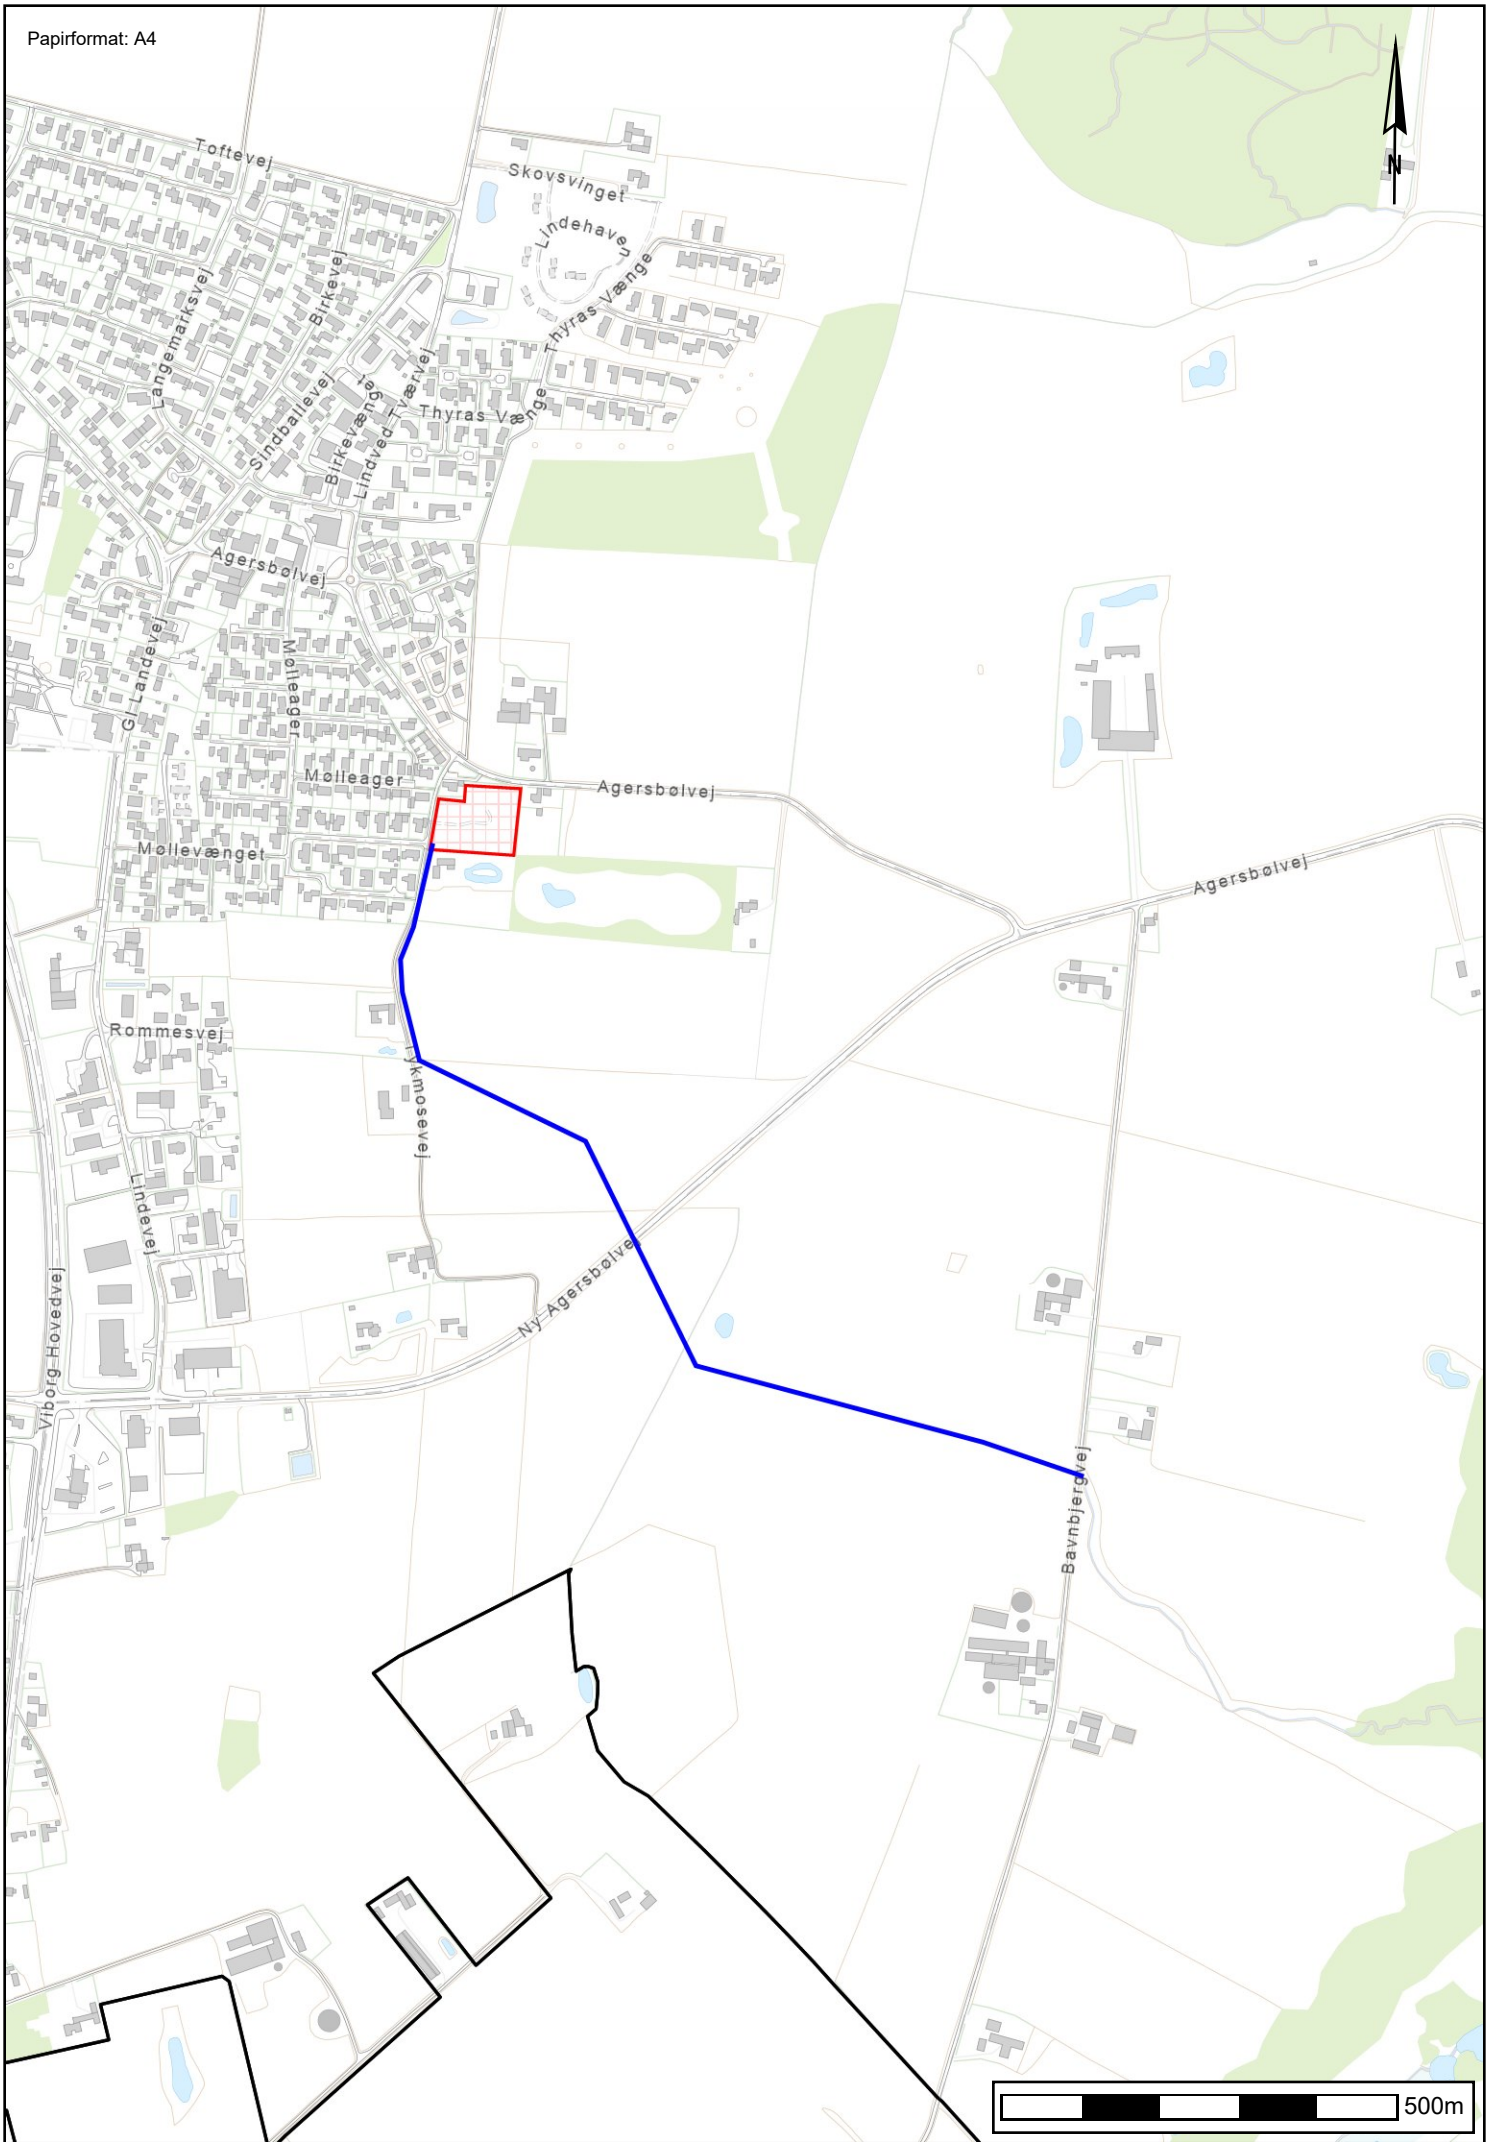 Papirformat: A4
N
Toftevej
Skovsvinget
Lindehaven
Thyras Vænge
Langemarksvej
Birkevej
Sindballevej
Birkevænget
Lindved Tværvej
Thyras Vænge
Agersbølvej
Gl Landevej
Mølleager
Mølleager
Agersbølvej
Møllevænget
Agersbølvej
Rommesvej
Tykmosevej
Lindevej
Ny Agersbølvej
Viborg Hovedvej
Bavnbjergvej
500m